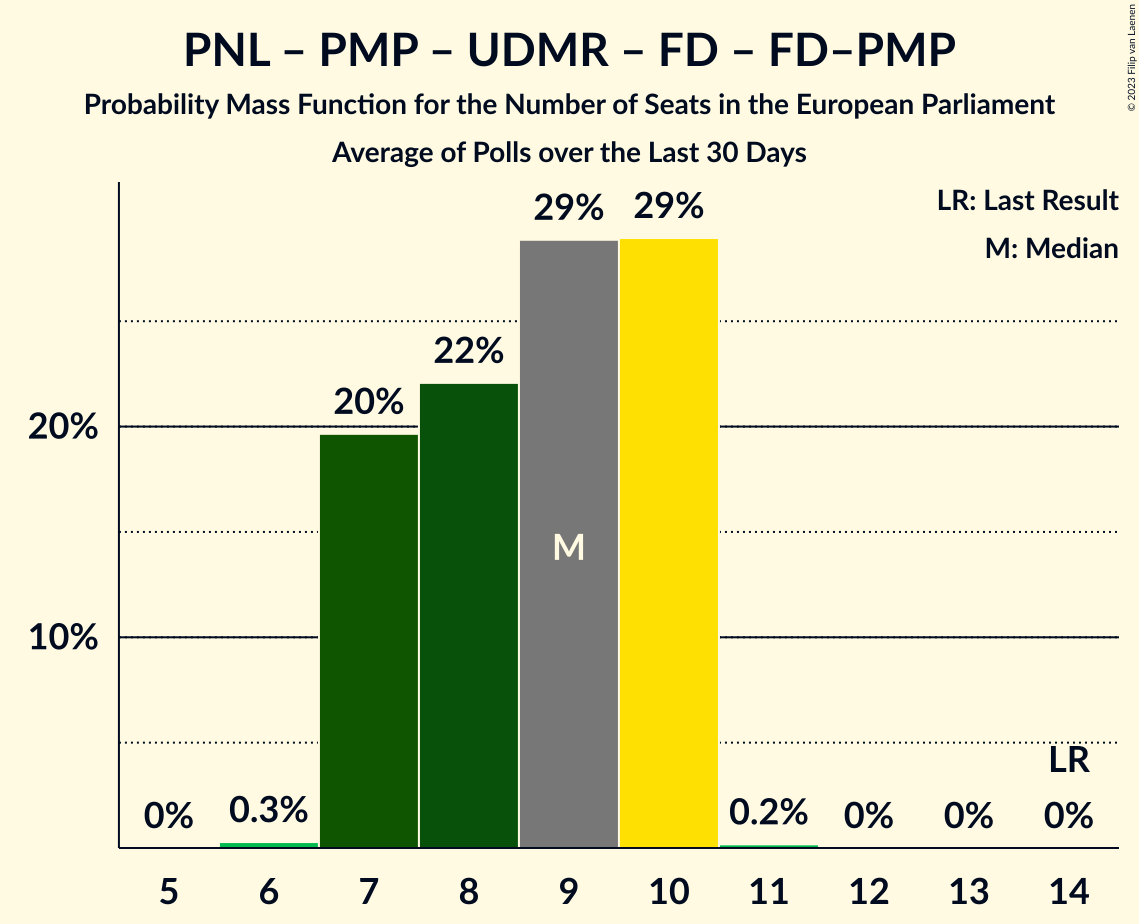 PNL – PMP – UDMR – FD – FD–PMP
Probability Mass Function for the Number of Seats in the European Parliament
Average of Polls over the Last 30 Days
© 2023 Filip van Laenen
LR: Last Result
M: Median
29% 29%
22%
20%
20%
M
10%
LR
0% 0.3% 0.2% 0% 0% 0%
5 6 7 8 9 10 11 12 13 14